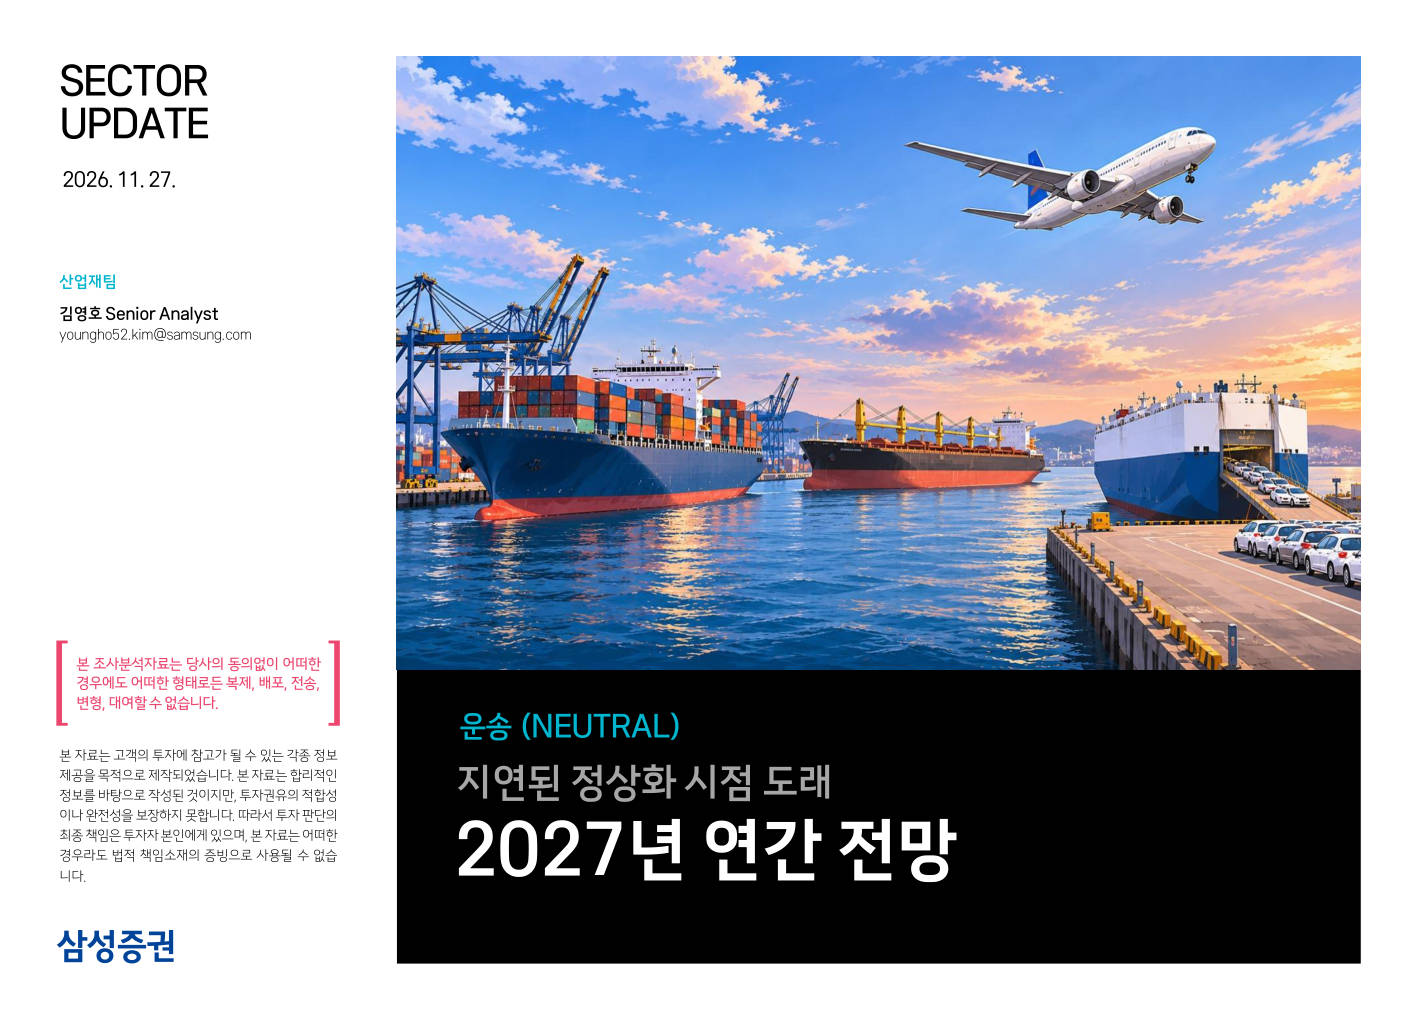 SECTOR
UPDATE
2026. 11. 27.
산업재팀
김영호 Senior Analyst
youngho52.kim@samsung.com
본 조사분석자료는 당사의 동의없이 어떠한
경우에도 어떠한 형태로든 복제, 배포, 전송,
변형, 대여할 수 없습니다.
본 자료는 고객의 투자에 참고가 될 수 있는 각종 정보
제공을 목적으로 제작되었습니다. 본 자료는 합리적인
정보를 바탕으로 작성된 것이지만, 투자권유의 적합성
이나 완전성을 보장하지 못합니다. 따라서 투자 판단의
최종 책임은 투자자 본인에게 있으며, 본 자료는 어떠한
경우라도 법적 책임소재의 증빙으로 사용될 수 없습
니다.
삼성증권
운송 (NEUTRAL)
지연된 정상화 시점 도래
2027년 연간 전망